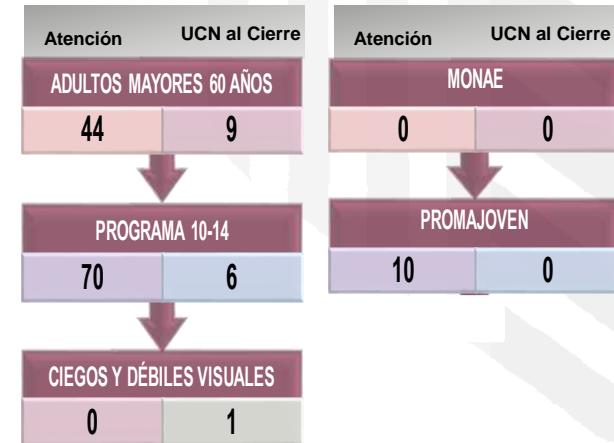 Atención UCN al Cierre
ADULTOS MAYORES 60 AÑOS
44 9
PROGRAMA 10-14
70 6
CIEGOS Y DÉBILES VISUALES
0 1
Atención UCN al Cierre
MONAE
0 0
PROMAJOVEN
10 0